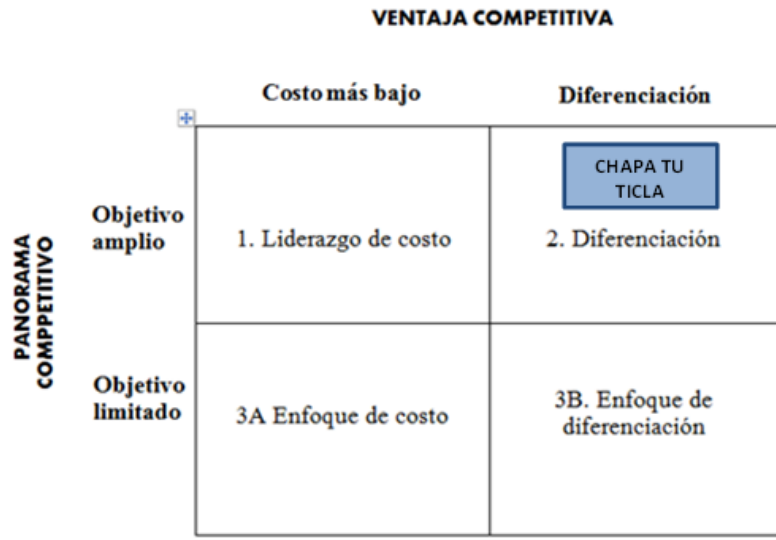 VENTAJA COMPETITIVA
Costo más bajo
Diferenciación
CHAPA TU
TICLA
Objetivo
amplio
1. Liderazgo de costo
2. Diferenciación
PANORAMA
COMPPETITIVO
Objetivo
limitado
3A Enfoque de costo
3B. Enfoque de
diferenciación